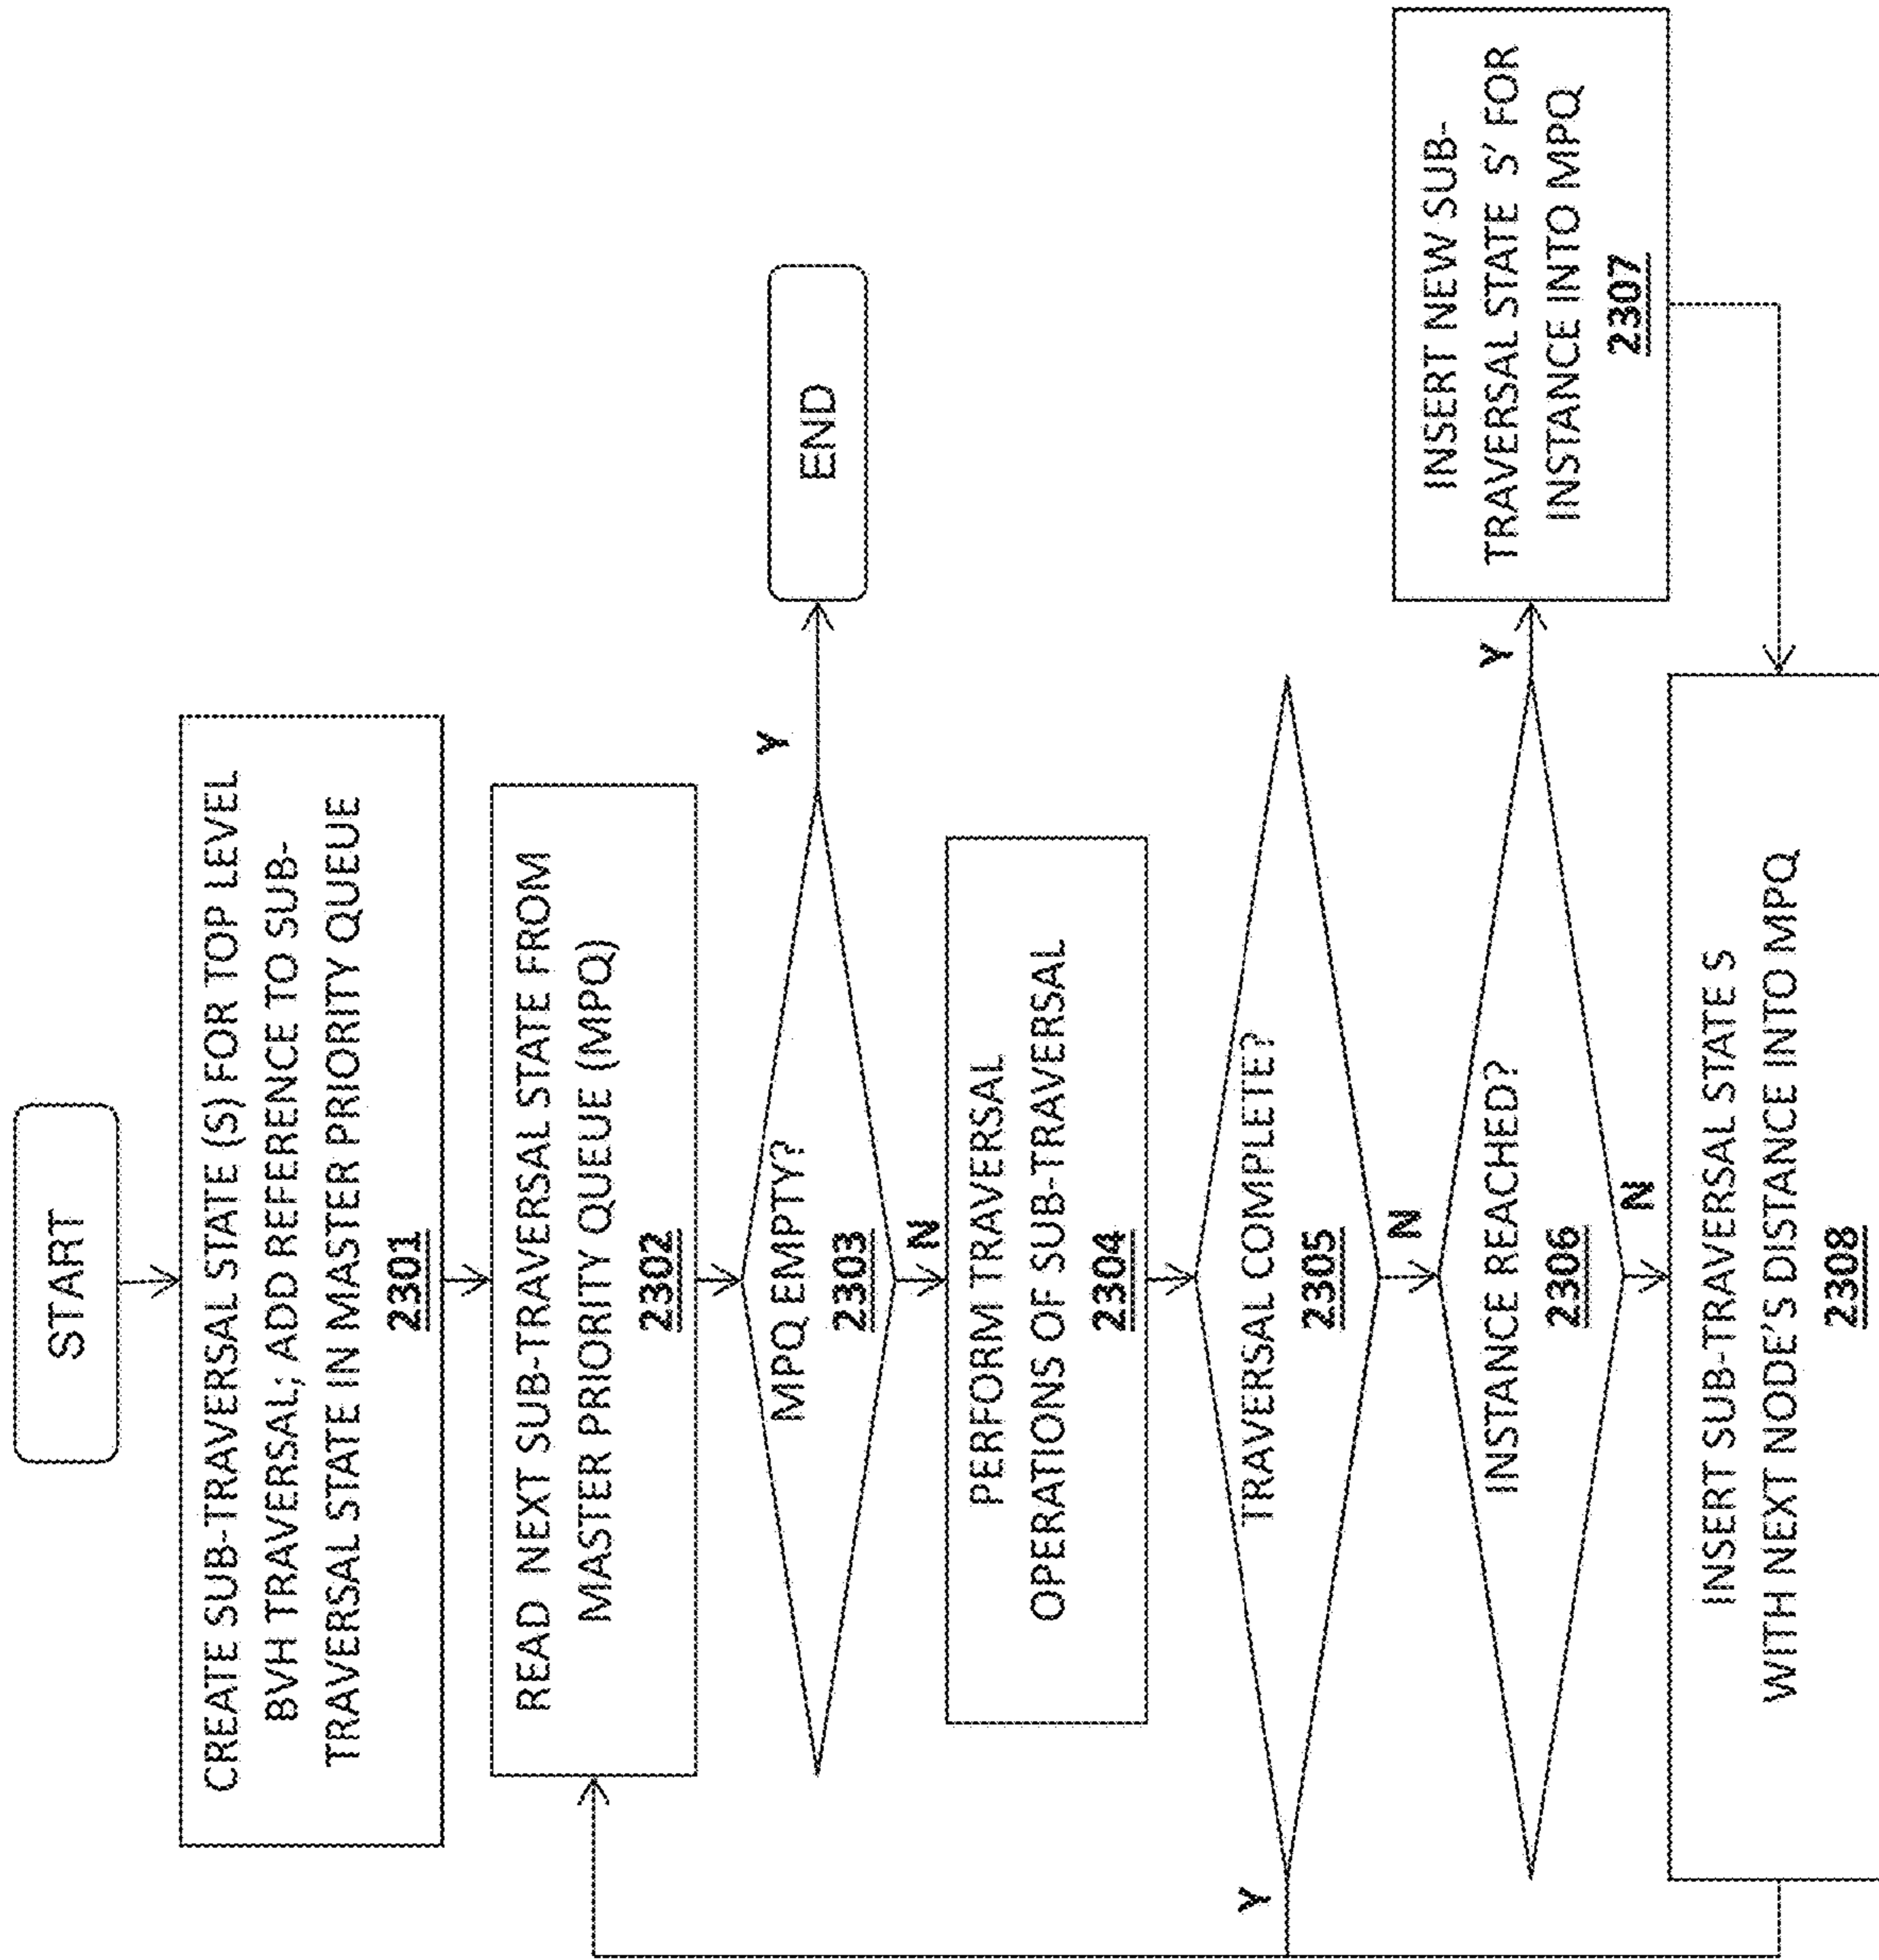 START
CREATE SUB-TRAVERSAL STATE (S) FOR TOP LEVEL
BVH TRAVERSAL; ADD REFERENCE TO SUB-
TRAVERSAL STATE IN MASTER PRIORITY QUEUE
2301
READ NEXT SUB-TRAVERSAL STATE FROM
MASTER PRIORITY QUEUE (MPQ)
2302
MPQ EMPTY?
2303
Y
END
N
PERFORM TRAVERSAL
OPERATIONS OF SUB-TRAVERSAL
2304
TRAVERSAL COMPLETE?
2305
Y
N
INSTANCE REACHED?
2306
Y
INSERT NEW SUB-
TRAVERSAL STATE S' FOR
INSTANCE INTO MPQ
2307
N
INSERT SUB-TRAVERSAL STATE S
WITH NEXT NODE'S DISTANCE INTO MPQ
2308